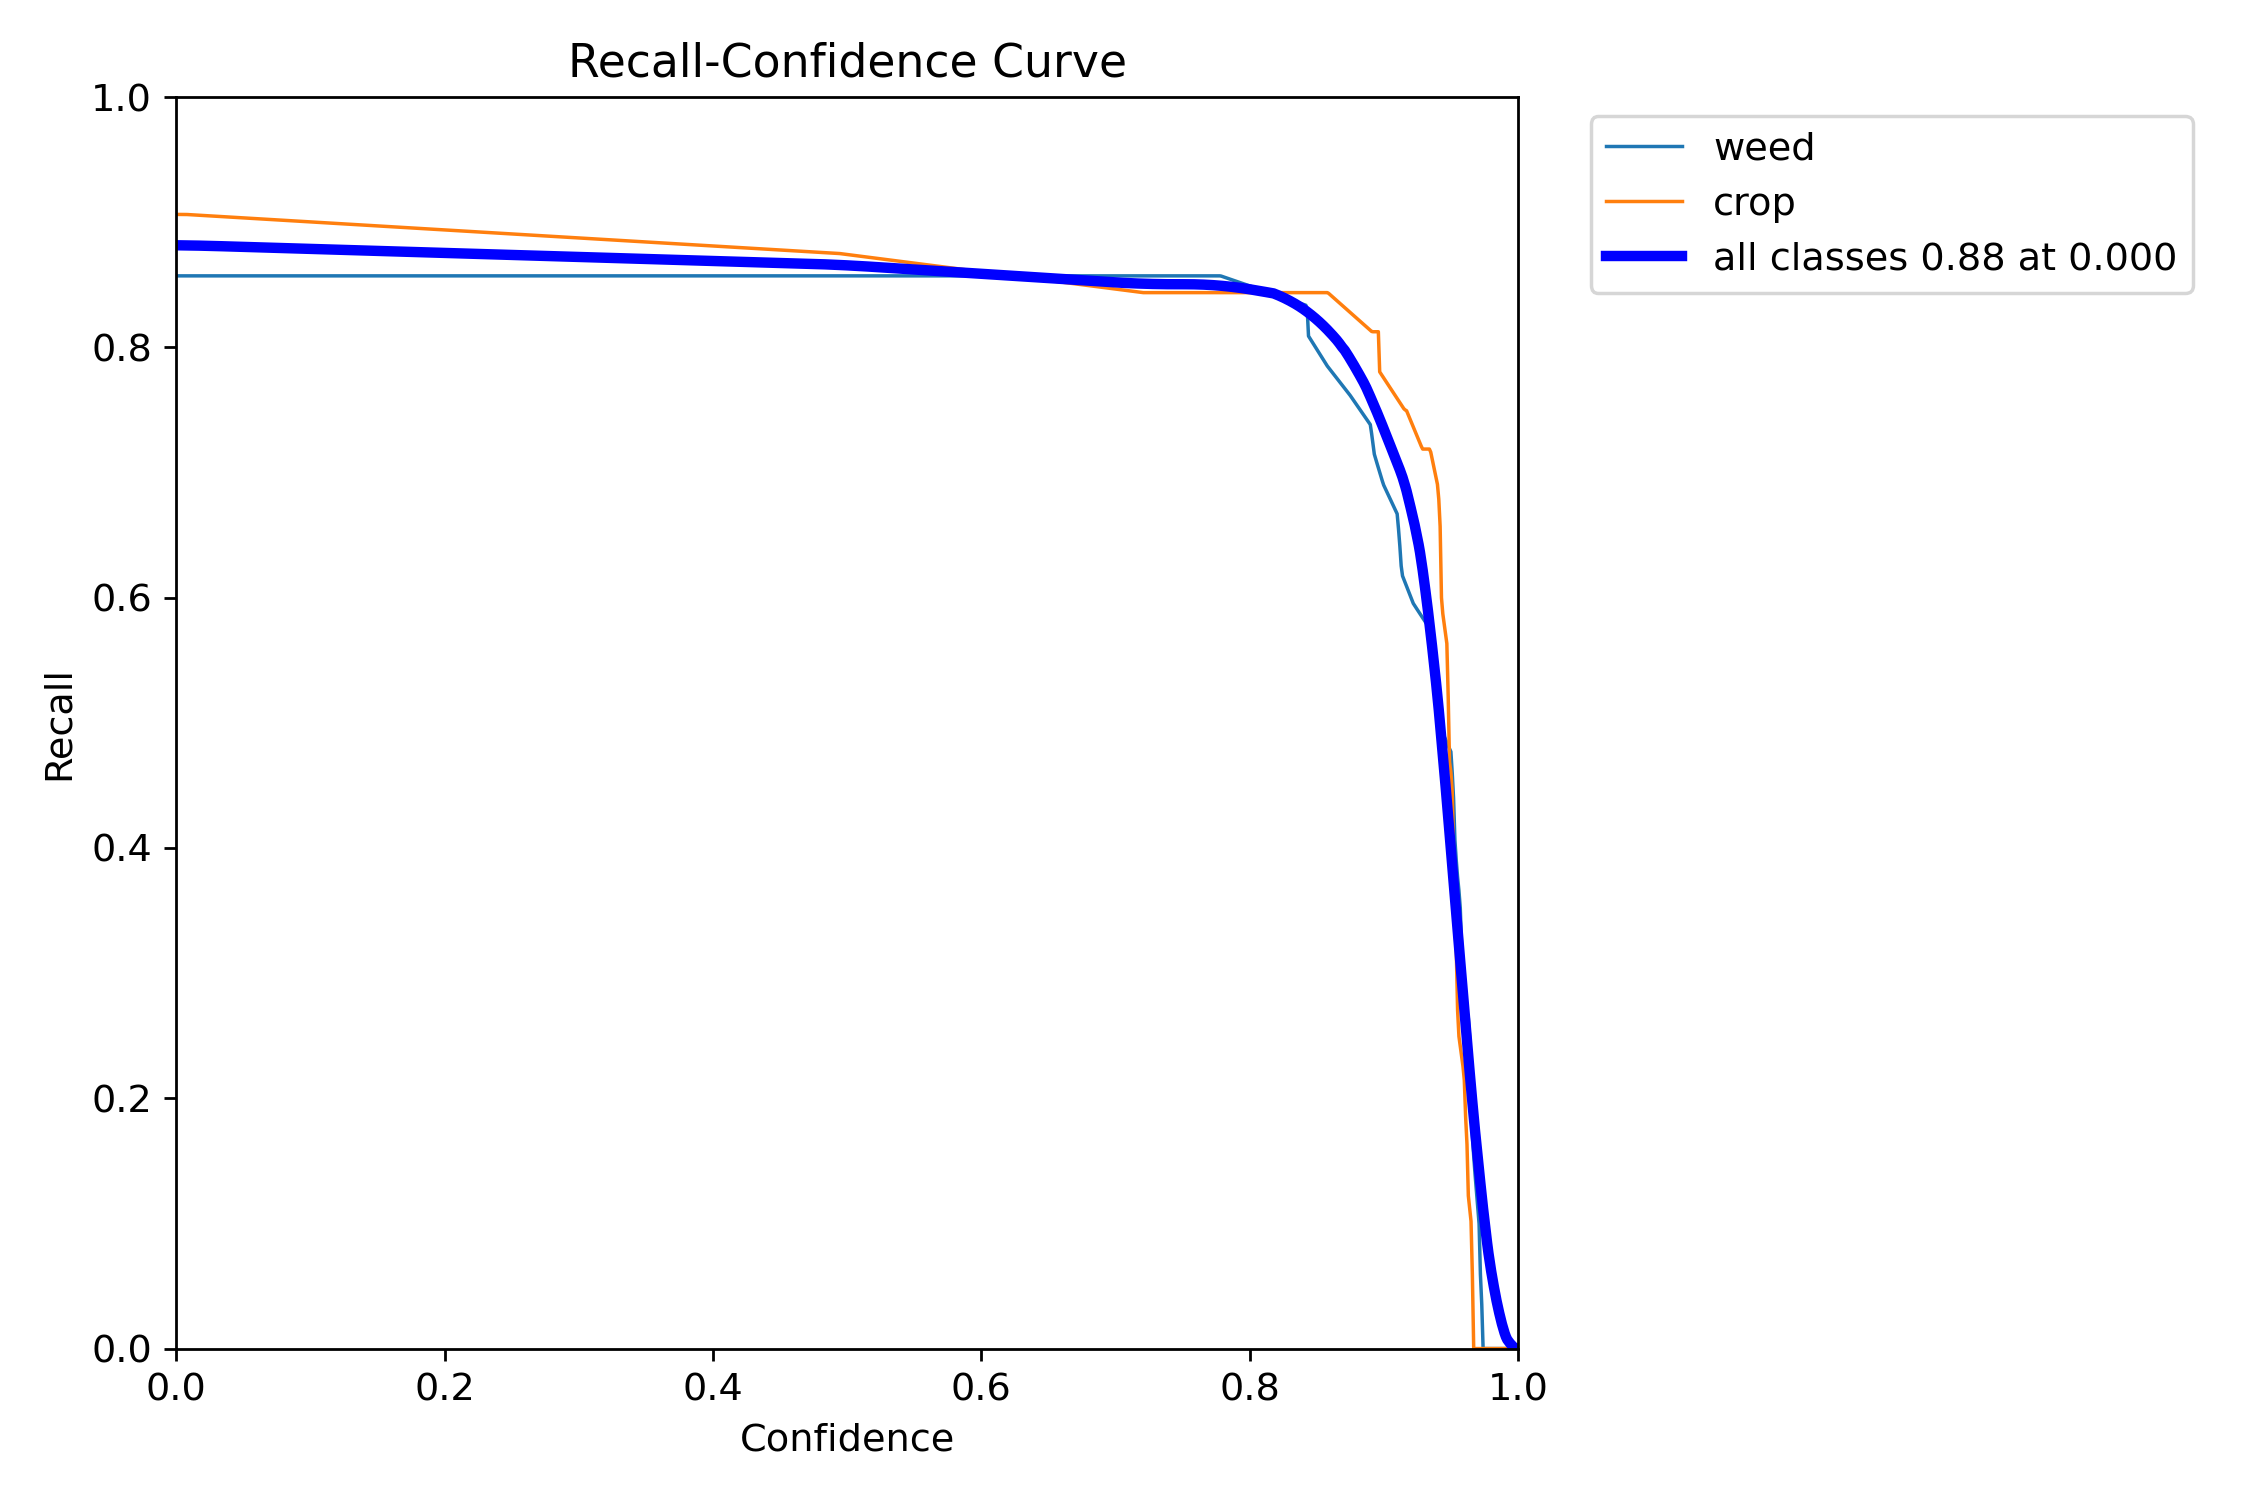 Recall-Confidence Curve
1.0
0.8
0.6
0.4
0.2
0.0
Recall
0.0 0.2 0.4 0.6 0.8 1.0
Confidence
weed
crop
all classes 0.88 at 0.000